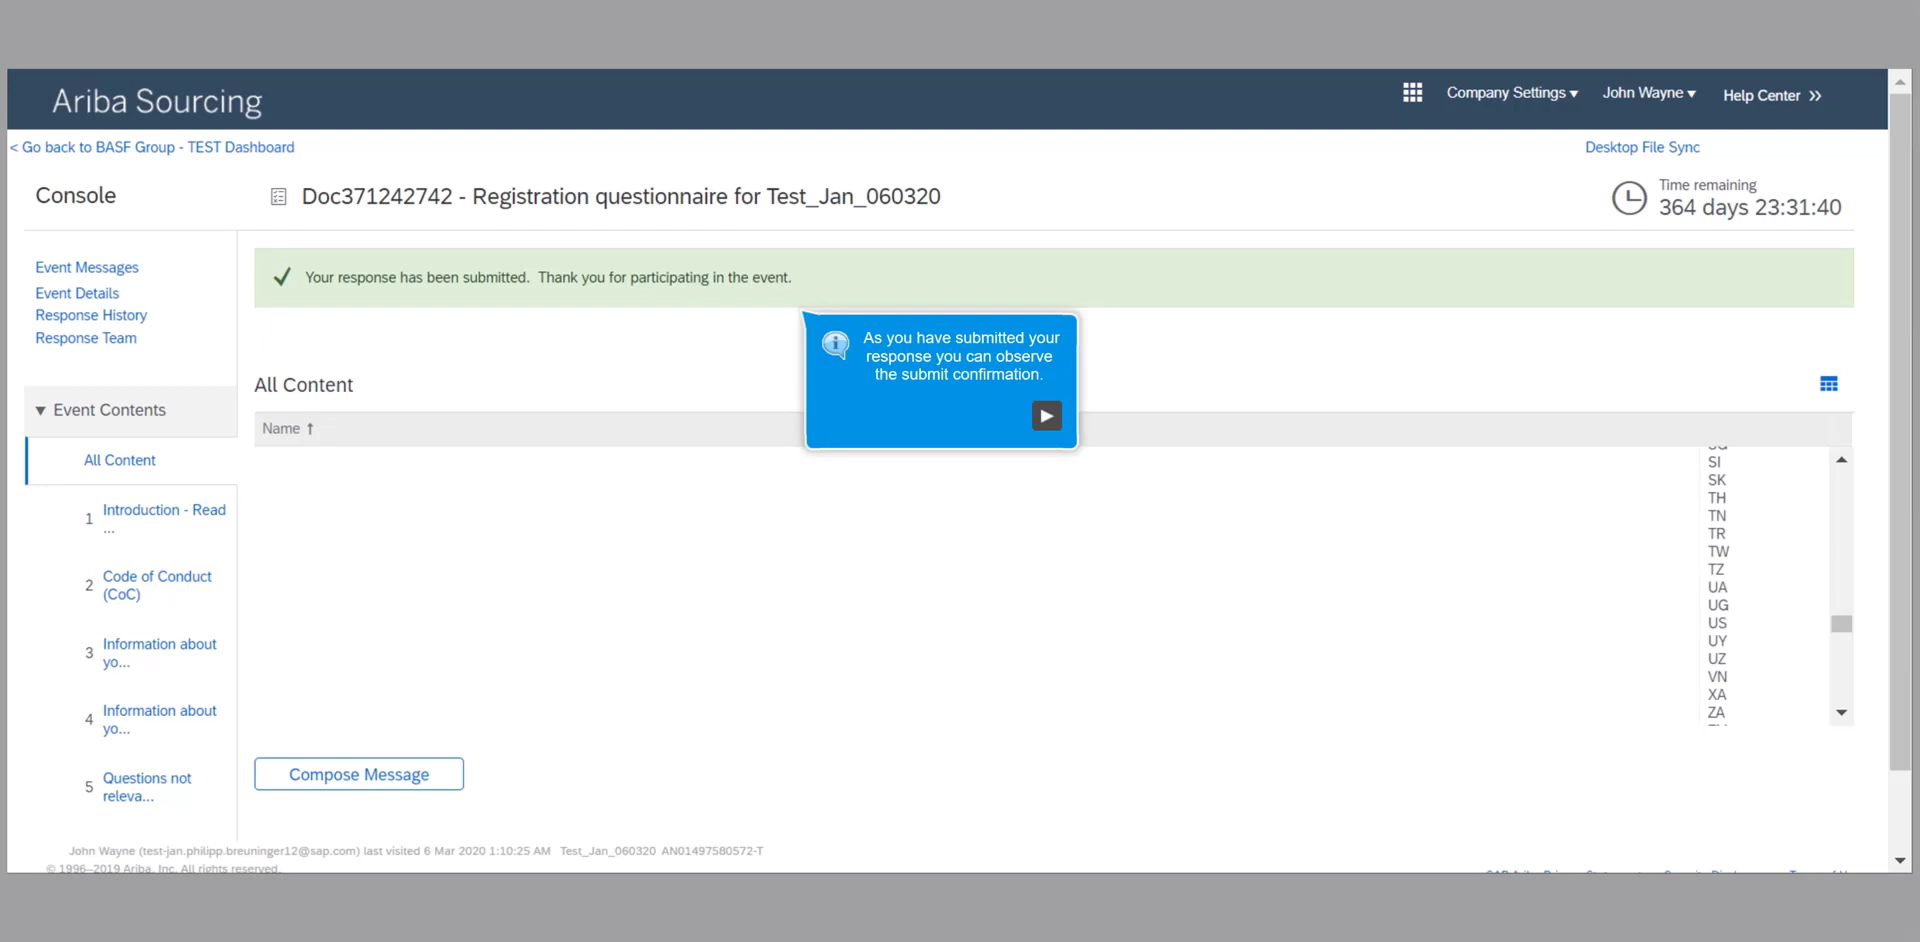 Ariba Sourcing
Company Settings ▾
John Wayne ▾
Help Center »
< Go back to BASF Group - TEST Dashboard
Desktop File Sync
Console
Doc371242742 - Registration questionnaire for Test_Jan_060320
Time remaining
364 days 23:31:40
Event Messages
Event Details
Response History
Response Team
✓ Your response has been submitted. Thank you for participating in the event.
As you have submitted your
response you can observe
the submit confirmation.
All Content
Name ↑
▼ Event Contents
All Content
1 Introduction - Read
...
2 Code of Conduct
(CoC)
3 Information about
yo...
4 Information about
yo...
5 Questions not
releva...
SI
SK
TH
TN
TR
TW
TZ
UA
UG
US
UY
UZ
VN
XA
ZA
Compose Message
John Wayne (test-jan.philipp.breuninger12@sap.com) last visited 6 Mar 2020 1:10:25 AM Test_Jan_060320 AN01497580572-T
© 1996–2019 Ariba, Inc. All rights reserved.